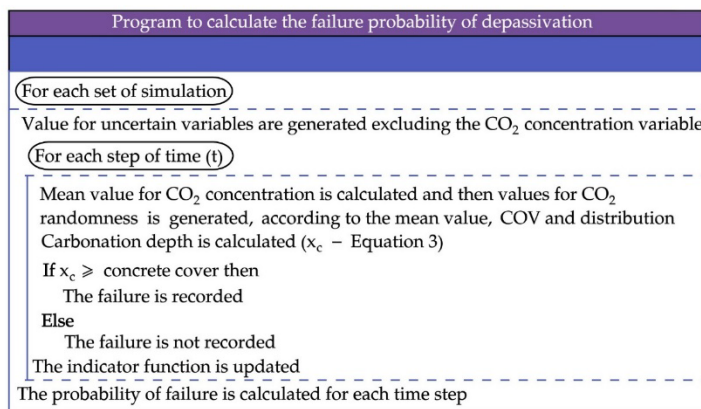 Program to calculate the failure probability of depassivation
For each set of simulation
Value for uncertain variables are generated excluding the CO₂ concentration variable
For each step of time (t)
Mean value for CO₂ concentration is calculated and then values for CO₂
randomness is generated, according to the mean value, COV and distribution
Carbonation depth is calculated (x_c − Equation 3)
If x_c ⩾ concrete cover then
The failure is recorded
Else
The failure is not recorded
The indicator function is updated
The probability of failure is calculated for each time step